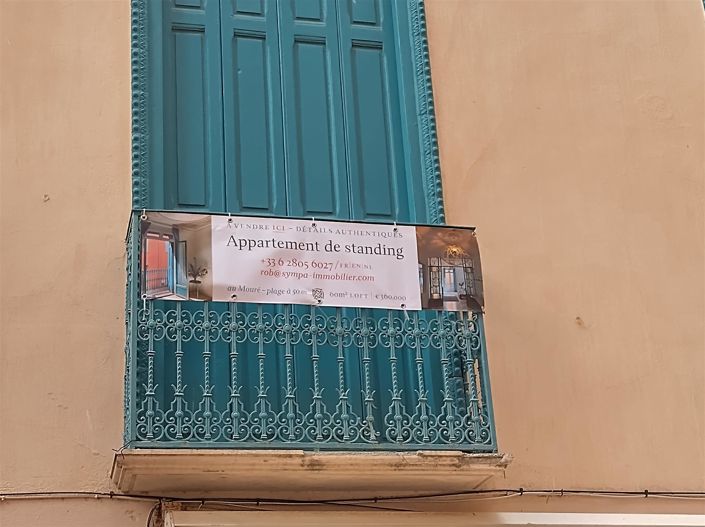 A VENDRE ICI – DÉTAILS AUTHENTIQUES
Appartement de standing
+33 6 2805 6027 / FR|EN|NL
rob@sympa-immobilier.com
au Mouré – plage à 50 m 60m² LOFT | €360.000